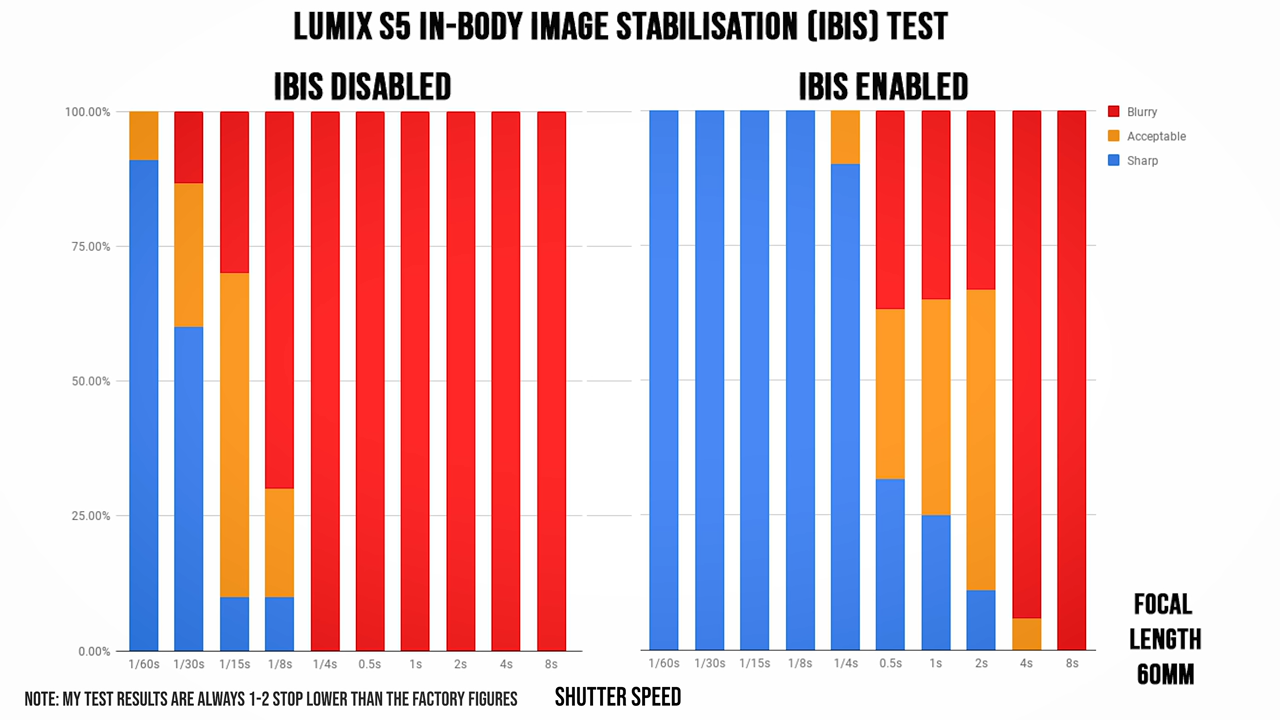 LUMIX S5 IN-BODY IMAGE STABILISATION (IBIS) TEST
IBIS DISABLED
IBIS ENABLED
100.00%
75.00%
50.00%
25.00%
0.00%
1/60s 1/30s 1/15s 1/8s 1/4s 0.5s 1s 2s 4s 8s
1/60s 1/30s 1/15s 1/8s 1/4s 0.5s 1s 2s 4s 8s
Blurry
Acceptable
Sharp
FOCAL
LENGTH
60MM
NOTE: MY TEST RESULTS ARE ALWAYS 1-2 STOP LOWER THAN THE FACTORY FIGURES
SHUTTER SPEED